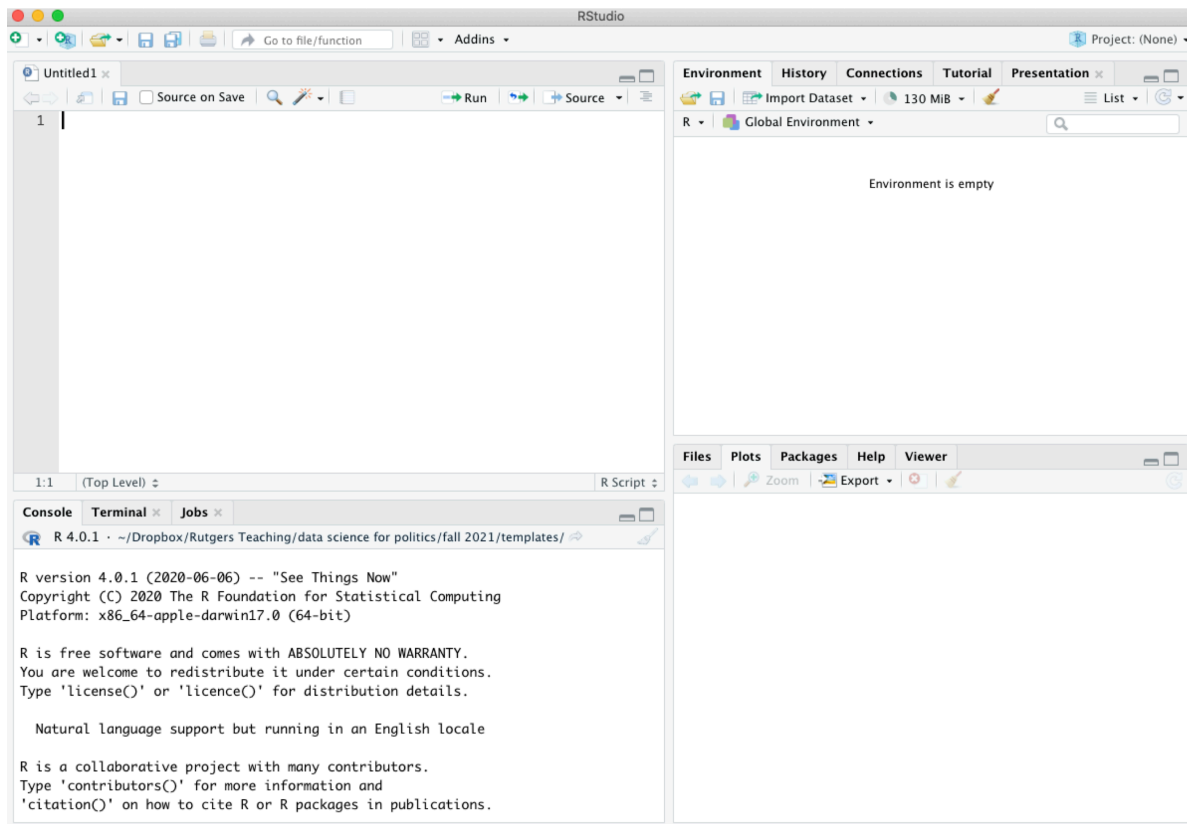 RStudio
Go to file/function
Addins
Project: (None)
Untitled1
Source on Save
Run
Source
1
1:1
(Top Level)
R Script
Console Terminal Jobs
R 4.0.1 · ~/Dropbox/Rutgers Teaching/data science for politics/fall 2021/templates/
R version 4.0.1 (2020-06-06) -- "See Things Now"
Copyright (C) 2020 The R Foundation for Statistical Computing
Platform: x86_64-apple-darwin17.0 (64-bit)
R is free software and comes with ABSOLUTELY NO WARRANTY.
You are welcome to redistribute it under certain conditions.
Type 'license()' or 'licence()' for distribution details.
Natural language support but running in an English locale
R is a collaborative project with many contributors.
Type 'contributors()' for more information and
'citation()' on how to cite R or R packages in publications.
Environment History Connections Tutorial Presentation
Import Dataset 130 MiB List
R Global Environment
Environment is empty
Files Plots Packages Help Viewer
Zoom Export